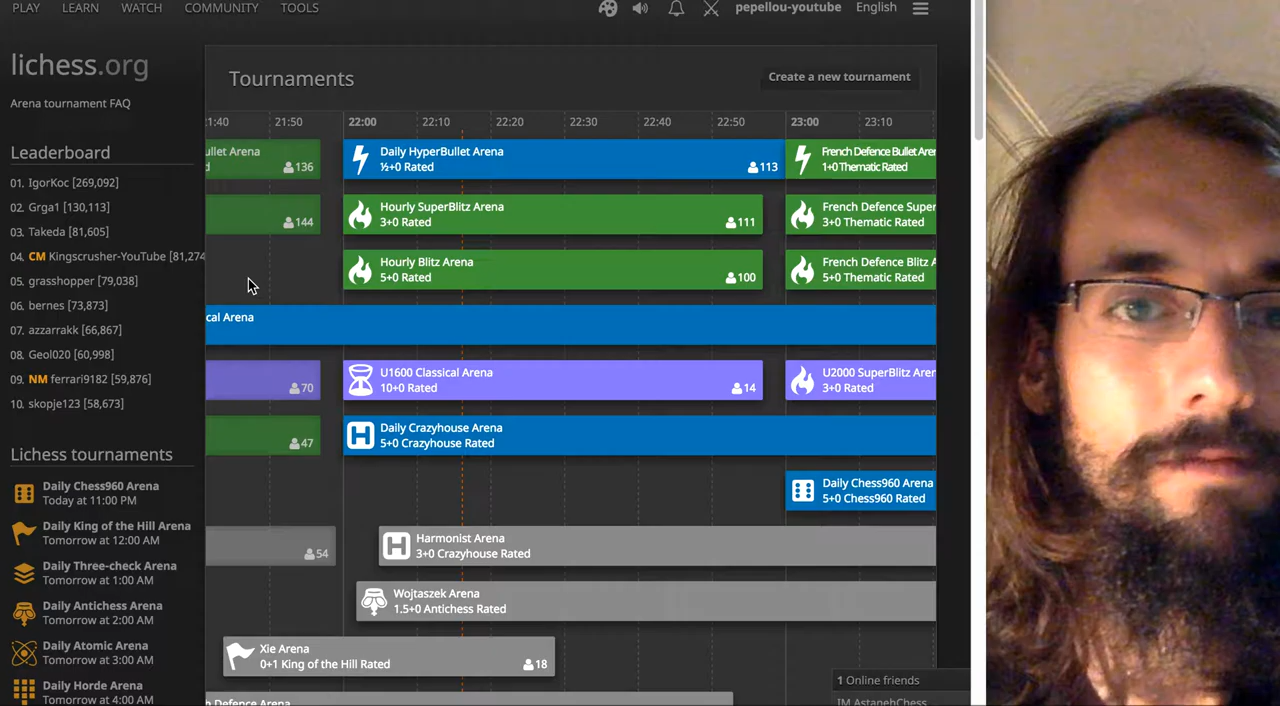 PLAY LEARN WATCH COMMUNITY TOOLS pepellou-youtube English
lichess.org
Arena tournament FAQ
Leaderboard
01. IgorKoc [269,092]
02. Grga1 [130,113]
03. Takeda [81,605]
04. CM Kingscrusher-YouTube [81,274
05. grasshopper [79,038]
06. bernes [73,873]
07. azzarrakk [66,867]
08. Geol020 [60,998]
09. NM ferrari9182 [59,876]
10. skopje123 [58,673]
Lichess tournaments
Daily Chess960 Arena
Today at 11:00 PM
Daily King of the Hill Arena
Tomorrow at 12:00 AM
Daily Three-check Arena
Tomorrow at 1:00 AM
Daily Antichess Arena
Tomorrow at 2:00 AM
Daily Atomic Arena
Tomorrow at 3:00 AM
Daily Horde Arena
Tomorrow at 4:00 AM
Tournaments
Create a new tournament
1:40 21:50 22:00 22:10 22:20 22:30 22:40 22:50 23:00 23:10
ullet Arena
d
136
Daily HyperBullet Arena
½+0 Rated
113
French Defence Bullet Aren
1+0 Thematic Rated
144
Hourly SuperBlitz Arena
3+0 Rated
111
French Defence Super
3+0 Thematic Rated
Hourly Blitz Arena
5+0 Rated
100
French Defence Blitz A
5+0 Thematic Rated
cal Arena
70
U1600 Classical Arena
10+0 Rated
14
U2000 SuperBlitz Aren
3+0 Rated
47
Daily Crazyhouse Arena
5+0 Crazyhouse Rated
Daily Chess960 Arena
5+0 Chess960 Rated
54
Harmonist Arena
3+0 Crazyhouse Rated
Wojtaszek Arena
1.5+0 Antichess Rated
Xie Arena
0+1 King of the Hill Rated
18
Defence Arena
1 Online friends
IM AstanehChess